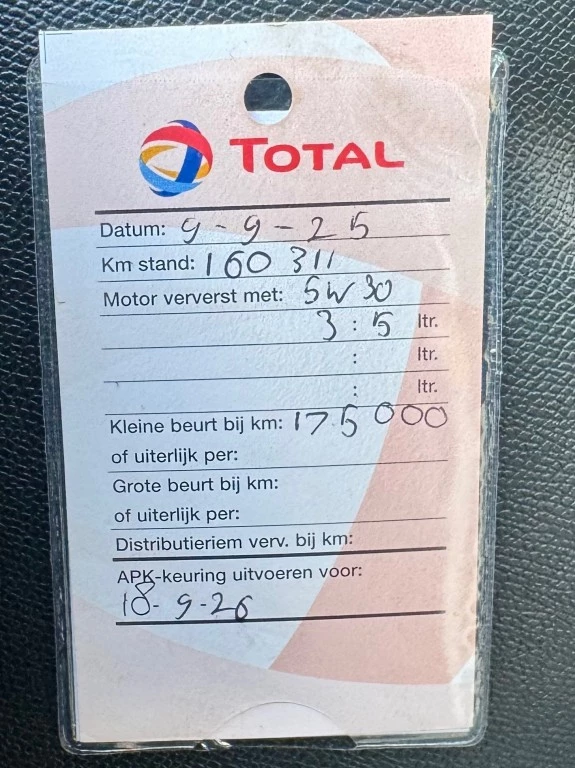 TOTAL
Datum: 9-9-25
Km stand: 160 311
Motor ververst met: 5W30
3 : 5 ltr.
: ltr.
: ltr.
Kleine beurt bij km: 175000
of uiterlijk per:
Grote beurt bij km:
of uiterlijk per:
Distributieriem verv. bij km:
APK-keuring uitvoeren voor:
18-9-26